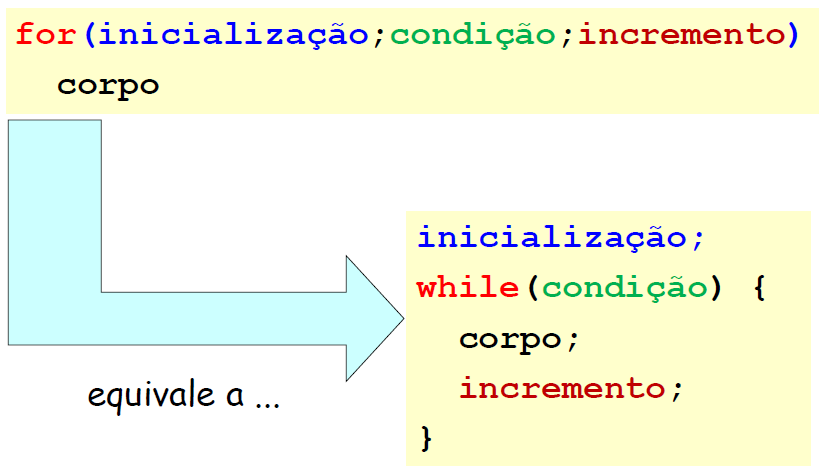 for(inicialização;condição;incremento)
corpo
equivale a ...
inicialização;
while(condição) {
corpo;
incremento;
}